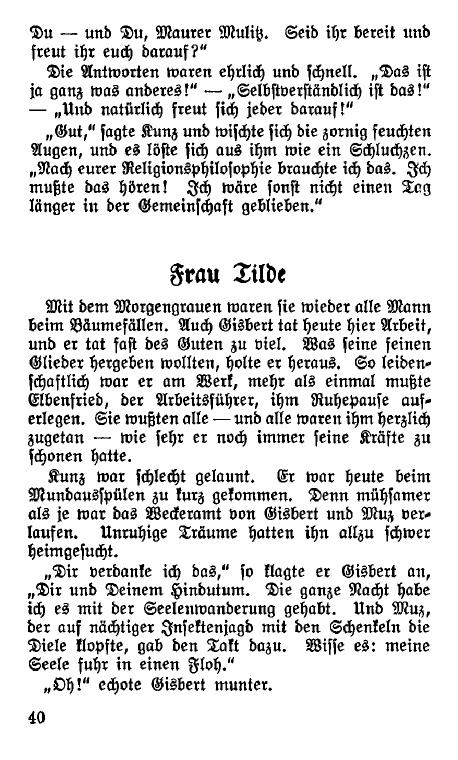 Du — und Du, Maurer Mulitz. Seid ihr bereit und
freut ihr euch darauf?“
Die Antworten waren ehrlich und schnell. „Das ist
ja ganz was anderes!“ — „Selbstverständlich ist das!“
— „Und natürlich freut sich jeder darauf!“
„Gut,“ sagte Kunz und wischte sich die zornig feuchten
Augen, und es löste sich aus ihm wie ein Schluchzen.
„Nach eurer Religionsphilosophie brauchte ich das. Ich
mußte das hören! Ich wäre sonst nicht einen Tag
länger in der Gemeinschaft geblieben.“
Frau Tilde
Mit dem Morgengrauen waren sie wieder alle Mann
beim Bäumefällen. Auch Gisbert tat heute hier Arbeit,
und er tat fast des Guten zu viel. Was seine feinen
Glieder hergeben wollten, holte er heraus. So leiden-
schaftlich war er am Werk, mehr als einmal mußte
Elbenfried, der Arbeitsführer, ihm Ruhepause auf-
erlegen. Sie wußten alle — und alle waren ihm herzlich
zugetan — wie sehr er noch immer seine Kräfte zu
schonen hatte.
Kunz war schlecht gelaunt. Er war heute beim
Mundausspülen zu kurz gekommen. Denn mühsamer
als je war das Weckeramt von Gisbert und Muz ver-
laufen. Unruhige Träume hatten ihn allzu schwer
heimgesucht.
„Dir verdanke ich das,“ so klagte er Gisbert an,
„Dir und Deinem Hindutum. Die ganze Nacht habe
ich es mit der Seelenwanderung gehabt. Und Muz,
der auf nächtiger Insektenjagd mit den Schenkeln die
Diele klopfte, gab den Takt dazu. Wisse es: meine
Seele fuhr in einen Floh.“
„Oh!“ echote Gisbert munter.
40